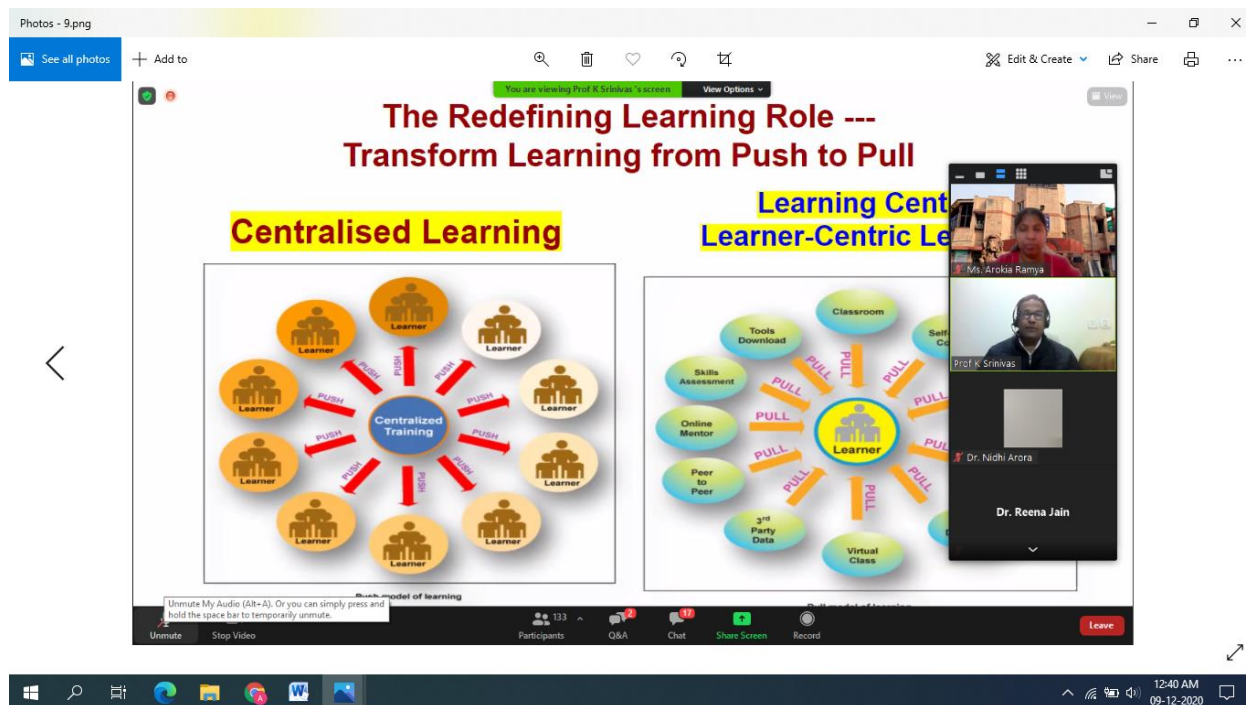 Photos - 9.png
See all photos
Add to
Edit & Create
Share
You are viewing Prof K Srinivas 's screen
View Options
View
The Redefining Learning Role ---
Transform Learning from Push to Pull
Centralised Learning
Learning Cent
Learner-Centric Le
Learner
Learner
Learner
Learner
Learner
Learner
Learner
Learner
Learner
Learner
PUSH
PUSH
PUSH
PUSH
PUSH
PUSH
PUSH
PUSH
PUSH
PUSH
Centralized
Training
Push model of learning
Classroom
Tools
Download
Self-
Co
Skills
Assessment
Online
Mentor
Peer
to
Peer
3rd
Party
Data
Virtual
Class
PULL
PULL
PULL
PULL
PULL
PULL
PULL
PULL
PULL
PULL
PULL
Learner
Ms. Arokia Ramya
Prof K Srinivas
Dr. Nidhi Arora
Dr. Reena Jain
Unmute My Audio (Alt+A). Or you can simply press and
hold the space bar to temporarily unmute.
Unmute
Stop Video
133
Participants
2
Q&A
17
Chat
Share Screen
Record
Leave
12:40 AM
09-12-2020